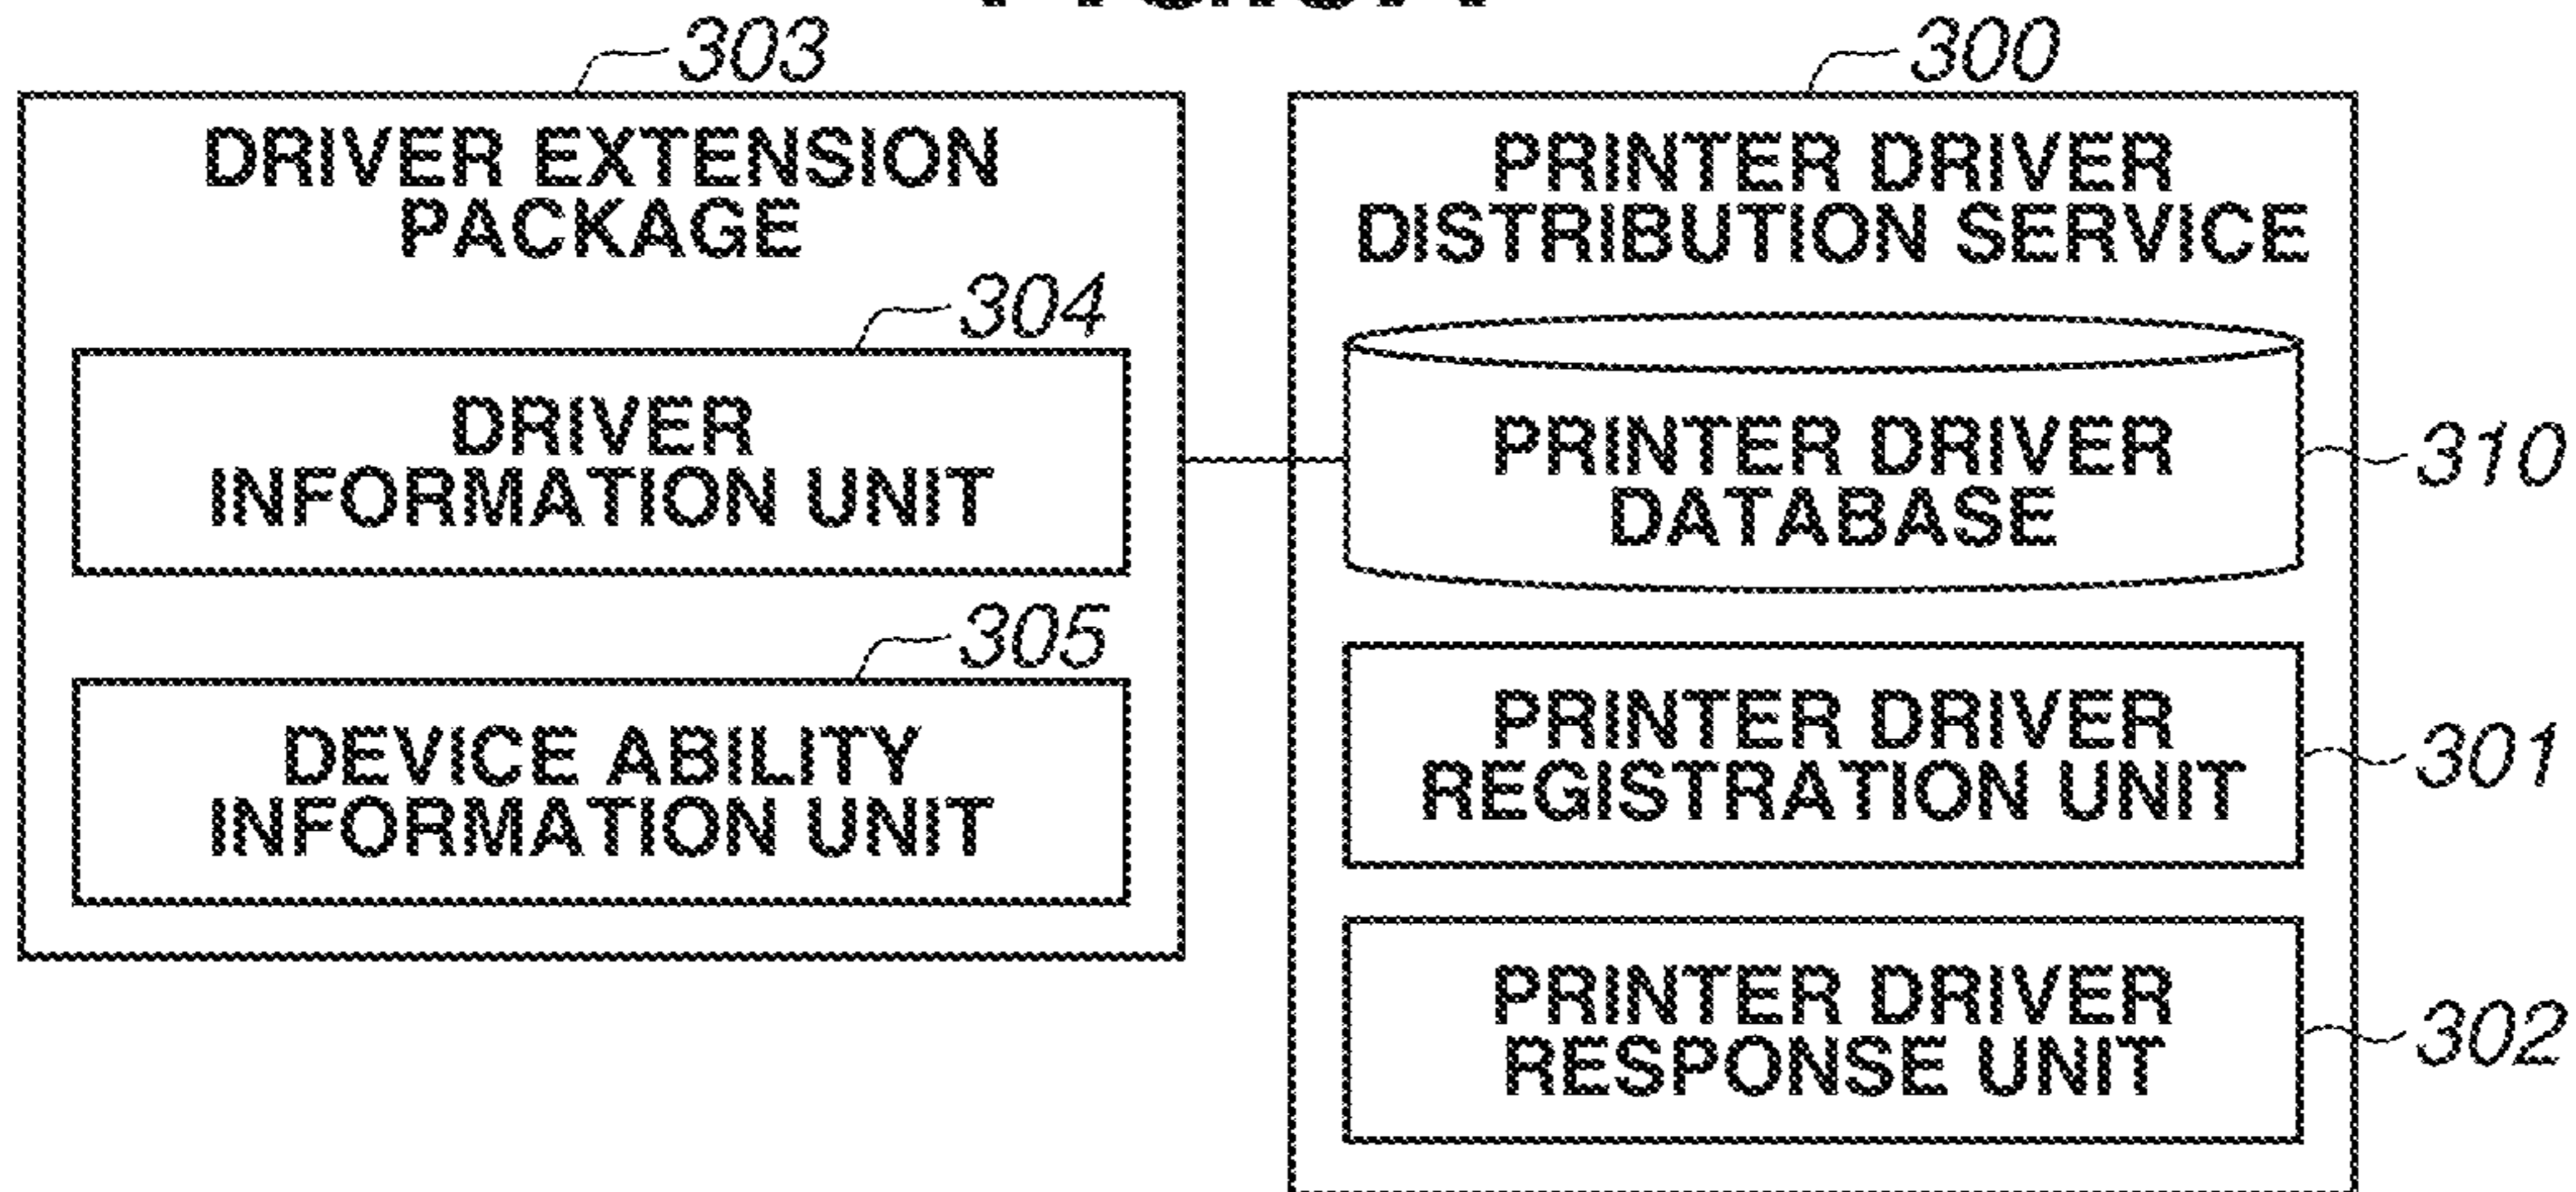 303
DRIVER EXTENSION
PACKAGE
304
DRIVER
INFORMATION UNIT
305
DEVICE ABILITY
INFORMATION UNIT
300
PRINTER DRIVER
DISTRIBUTION SERVICE
PRINTER DRIVER
DATABASE
310
PRINTER DRIVER
REGISTRATION UNIT
301
PRINTER DRIVER
RESPONSE UNIT
302